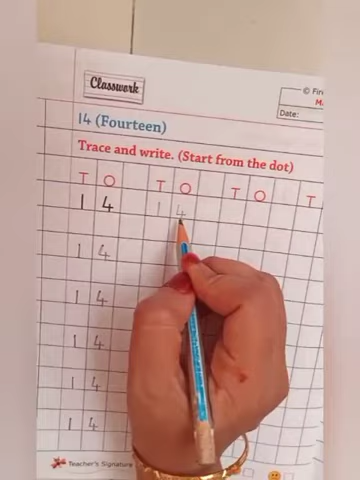 Classwork
© Fin
M
Date:
14 (Fourteen)
Trace and write. (Start from the dot)
T O T O T O T
1 4 1 4
1 4
1 4
1 4
1 4
1 4
Teacher's Signature